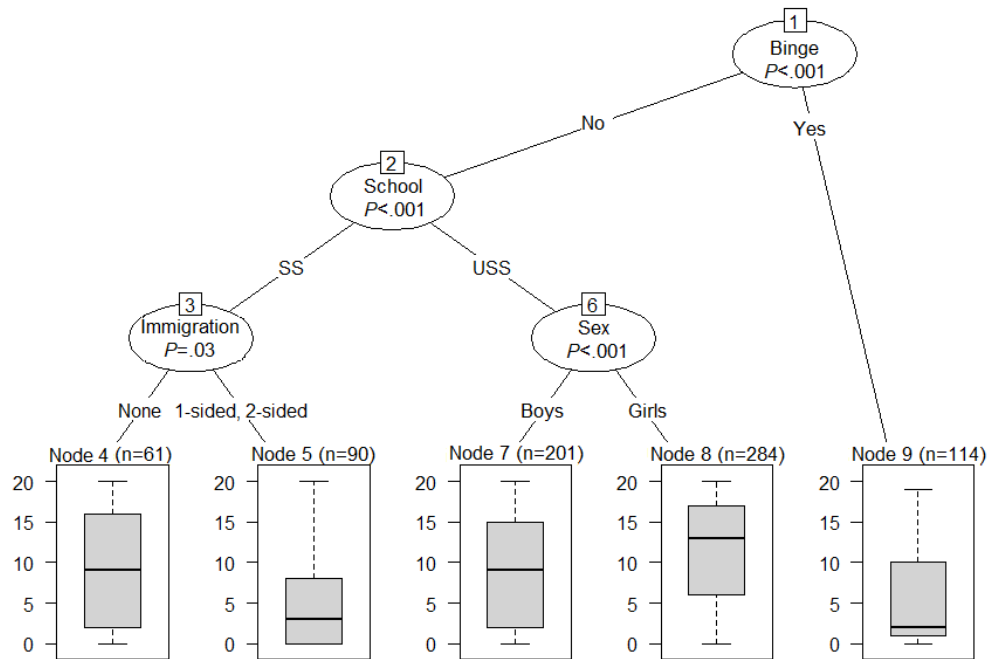 1
Binge
P<.001
No
Yes
2
School
P<.001
SS
USS
3
Immigration
P=.03
6
Sex
P<.001
None
1-sided, 2-sided
Boys
Girls
Node 4 (n=61)
Node 5 (n=90)
Node 7 (n=201)
Node 8 (n=284)
Node 9 (n=114)
20
15
10
5
0
20
15
10
5
0
20
15
10
5
0
20
15
10
5
0
20
15
10
5
0